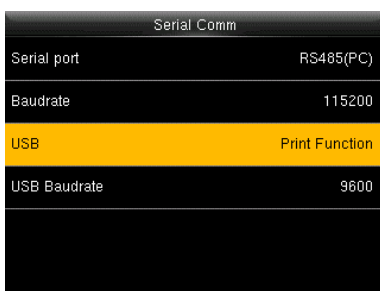 Serial Comm
Serial port RS485(PC)
Baudrate 115200
USB Print Function
USB Baudrate 9600